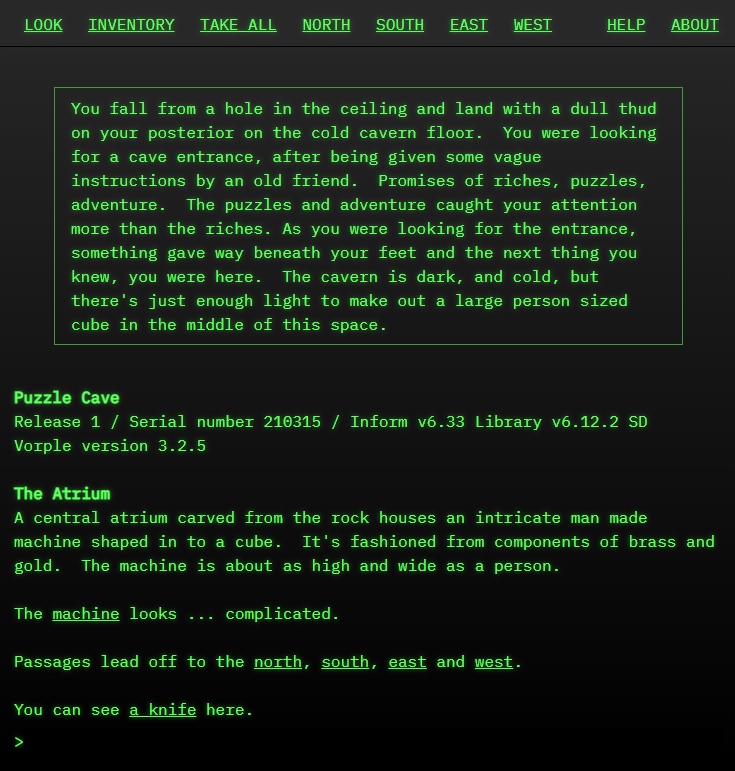 LOOK INVENTORY TAKE ALL NORTH SOUTH EAST WEST HELP ABOUT
You fall from a hole in the ceiling and land with a dull thud
on your posterior on the cold cavern floor.  You were looking
for a cave entrance, after being given some vague
instructions by an old friend.  Promises of riches, puzzles,
adventure.  The puzzles and adventure caught your attention
more than the riches. As you were looking for the entrance,
something gave way beneath your feet and the next thing you
knew, you were here.  The cavern is dark, and cold, but
there's just enough light to make out a large person sized
cube in the middle of this space.
Puzzle Cave
Release 1 / Serial number 210315 / Inform v6.33 Library v6.12.2 SD
Vorple version 3.2.5
The Atrium
A central atrium carved from the rock houses an intricate man made
machine shaped in to a cube.  It's fashioned from components of brass and
gold.  The machine is about as high and wide as a person.
The machine looks ... complicated.
Passages lead off to the north, south, east and west.
You can see a knife here.
>